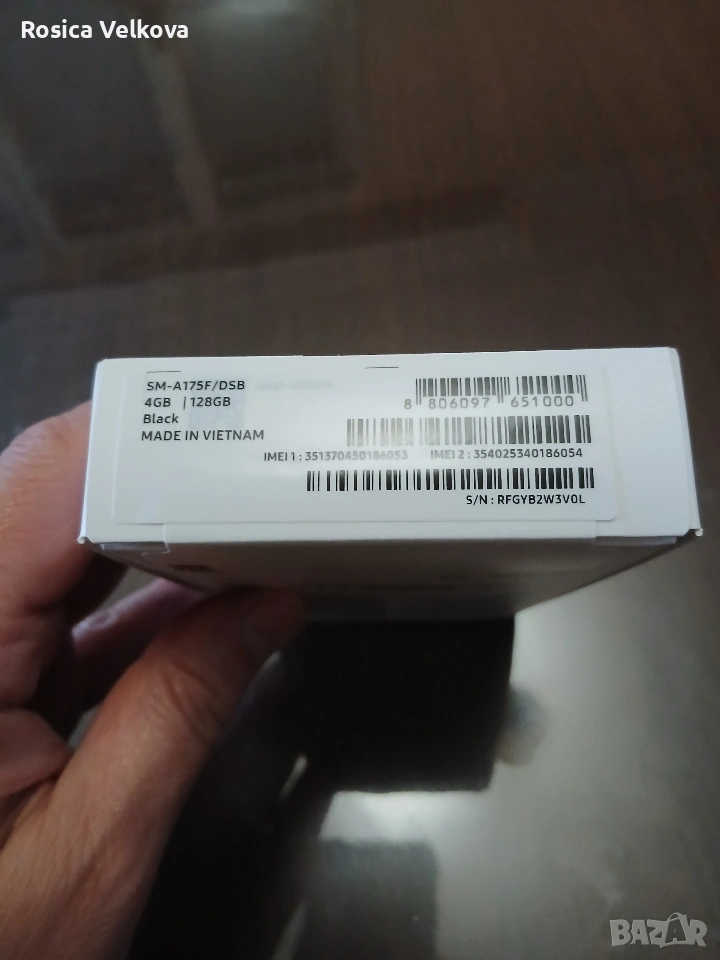 Rosica Velkova
SM-A175F/DSB
4GB | 128GB
Black
MADE IN VIETNAM
8 806097 651000
IMEI 1 : 351370450186053 IMEI 2 : 354025340186054
S/N : RFGYB2W3V0L
BAZAR